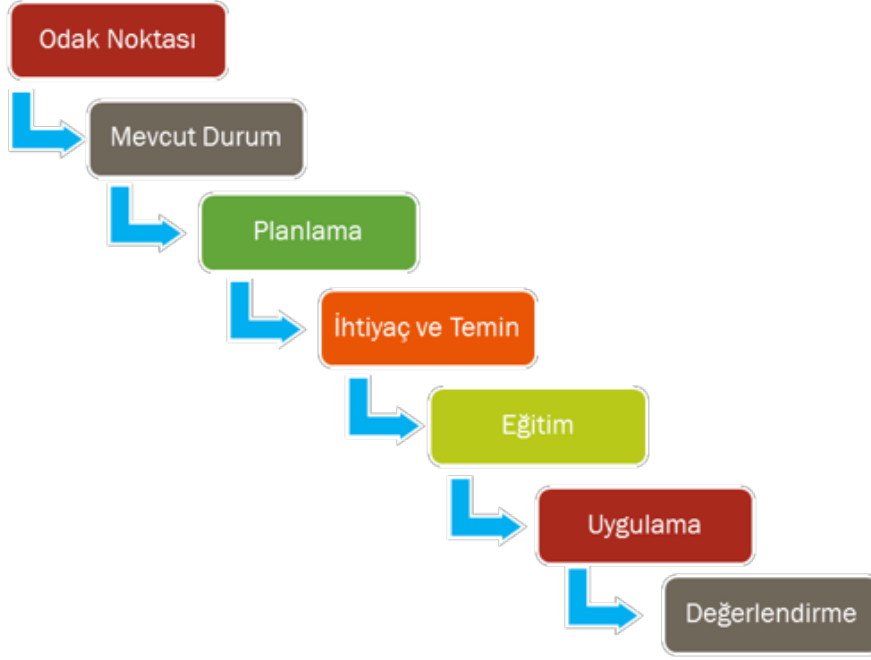 Odak Noktası
Mevcut Durum
Planlama
İhtiyaç ve Temin
Eğitim
Uygulama
Değerlendirme